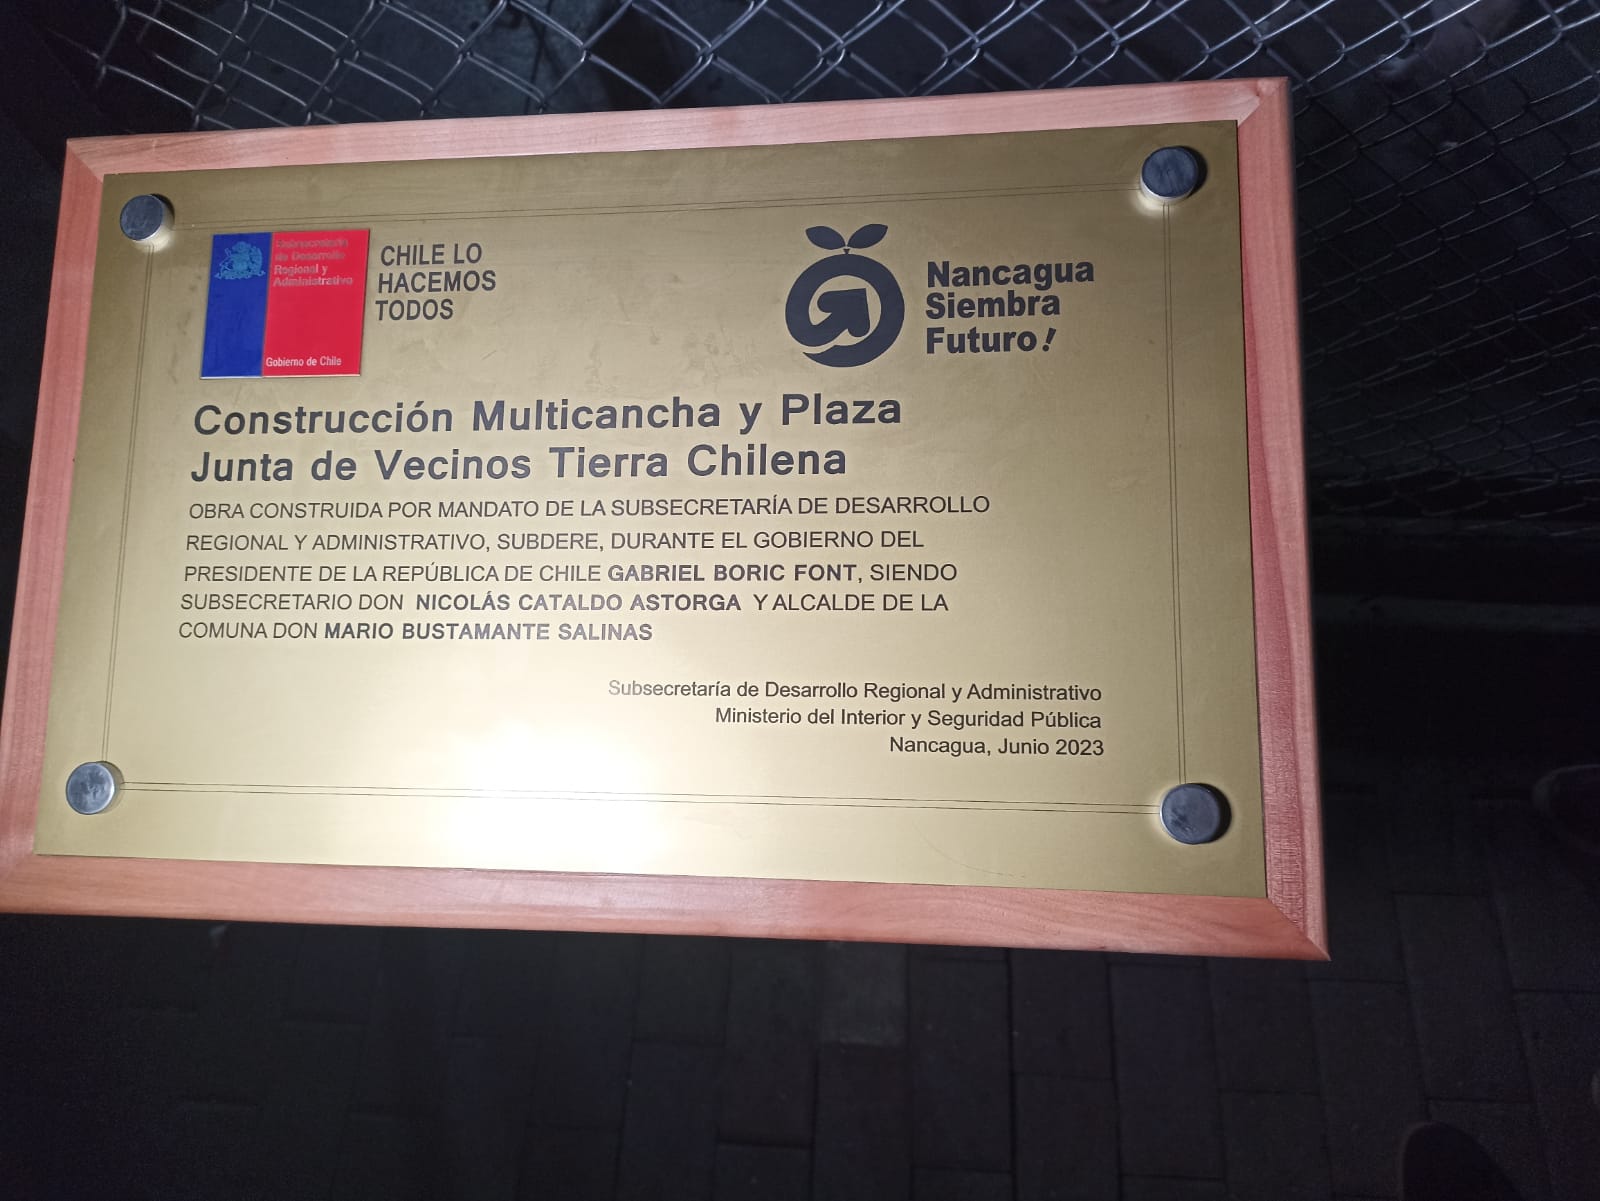 Subsecretaría
de Desarrollo
Regional y
Administrativo
Gobierno de Chile
CHILE LO
HACEMOS
TODOS
Nancagua
Siembra
Futuro!
Construcción Multicancha y Plaza
Junta de Vecinos Tierra Chilena
OBRA CONSTRUIDA POR MANDATO DE LA SUBSECRETARÍA DE DESARROLLO
REGIONAL Y ADMINISTRATIVO, SUBDERE, DURANTE EL GOBIERNO DEL
PRESIDENTE DE LA REPÚBLICA DE CHILE GABRIEL BORIC FONT, SIENDO
SUBSECRETARIO DON NICOLÁS CATALDO ASTORGA Y ALCALDE DE LA
COMUNA DON MARIO BUSTAMANTE SALINAS
Subsecretaría de Desarrollo Regional y Administrativo
Ministerio del Interior y Seguridad Pública
Nancagua, Junio 2023